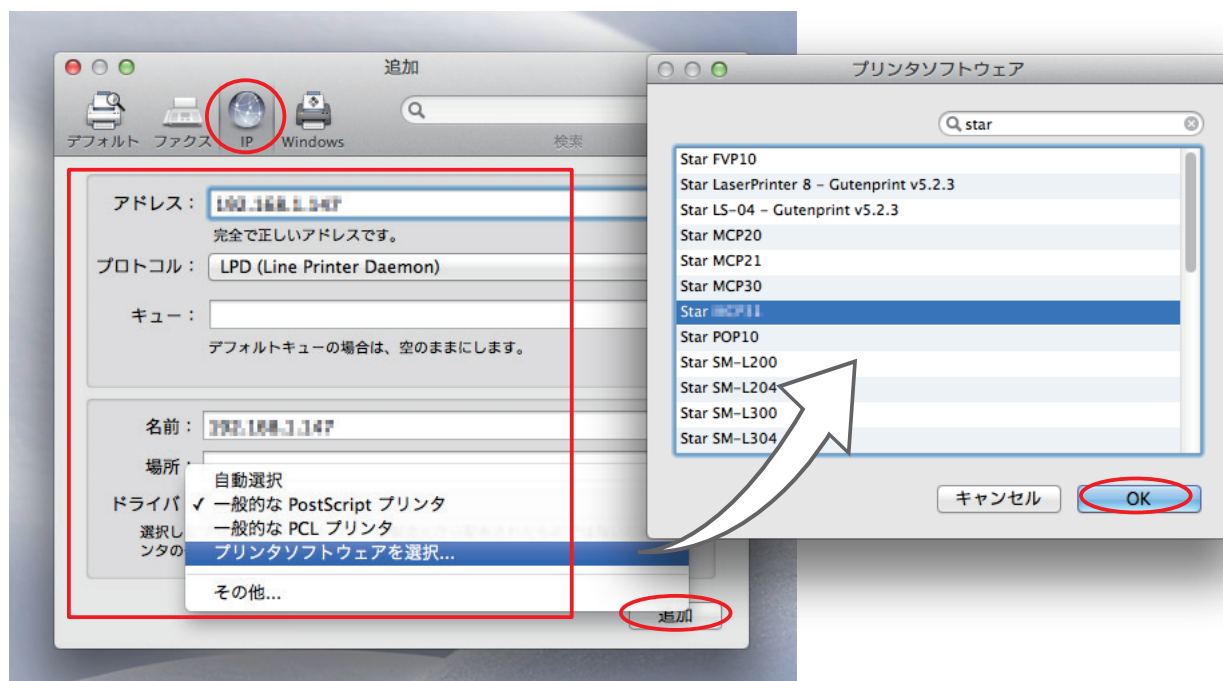 追加
デフォルト ファクス IP Windows
検索
アドレス：
完全で正しいアドレスです。
プロトコル： LPD (Line Printer Daemon)
キュー：
デフォルトキューの場合は、空のままにします。
名前：
場所
自動選択
ドライバ ✓ 一般的な PostScript プリンタ
選択し 一般的な PCL プリンタ
ンタの プリンタソフトウェアを選択...
その他...
追加
プリンタソフトウェア
star
Star FVP10
Star LaserPrinter 8 – Gutenprint v5.2.3
Star LS–04 – Gutenprint v5.2.3
Star MCP20
Star MCP21
Star MCP30
Star
Star POP10
Star SM–L200
Star SM–L204
Star SM–L300
Star SM–L304
キャンセル OK